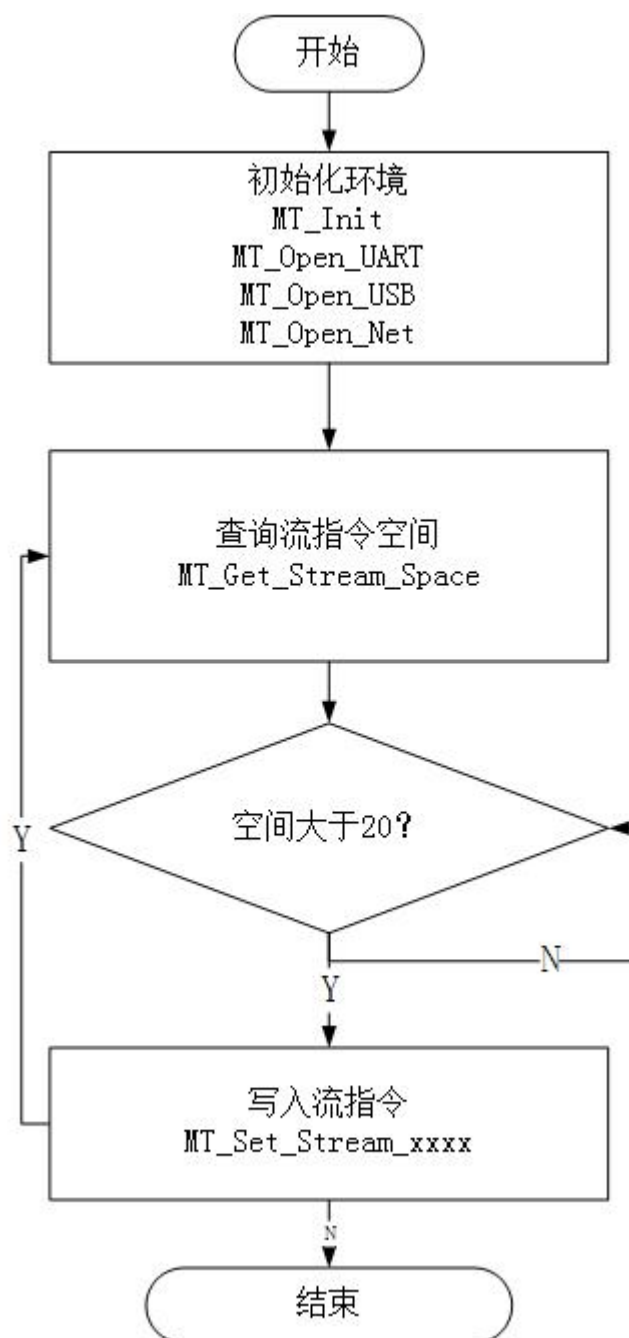 开始
初始化环境
MT_Init
MT_Open_UART
MT_Open_USB
MT_Open_Net
查询流指令空间
MT_Get_Stream_Space
空间大于20？
Y
N
Y
写入流指令
MT_Set_Stream_xxxx
N
结束